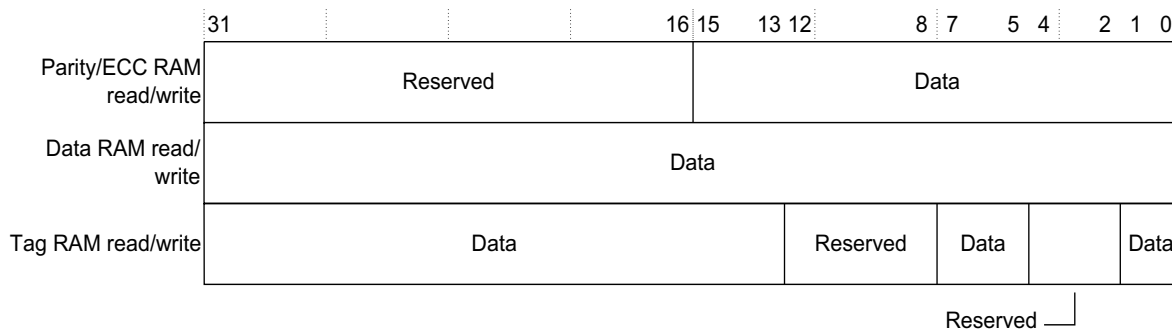 31 16 15 13 12 8 7 5 4 2 1 0
Parity/ECC RAM
read/write
Reserved Data
Data RAM read/
write
Data
Tag RAM read/write Data Reserved Data Data
Reserved